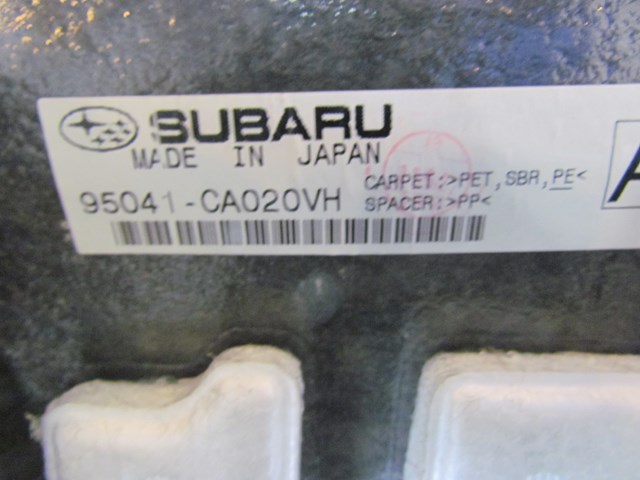 SUBARU
MADE IN JAPAN
95041-CA020VH
CARPET:>PET,SBR,PE<
SPACER:>PP<